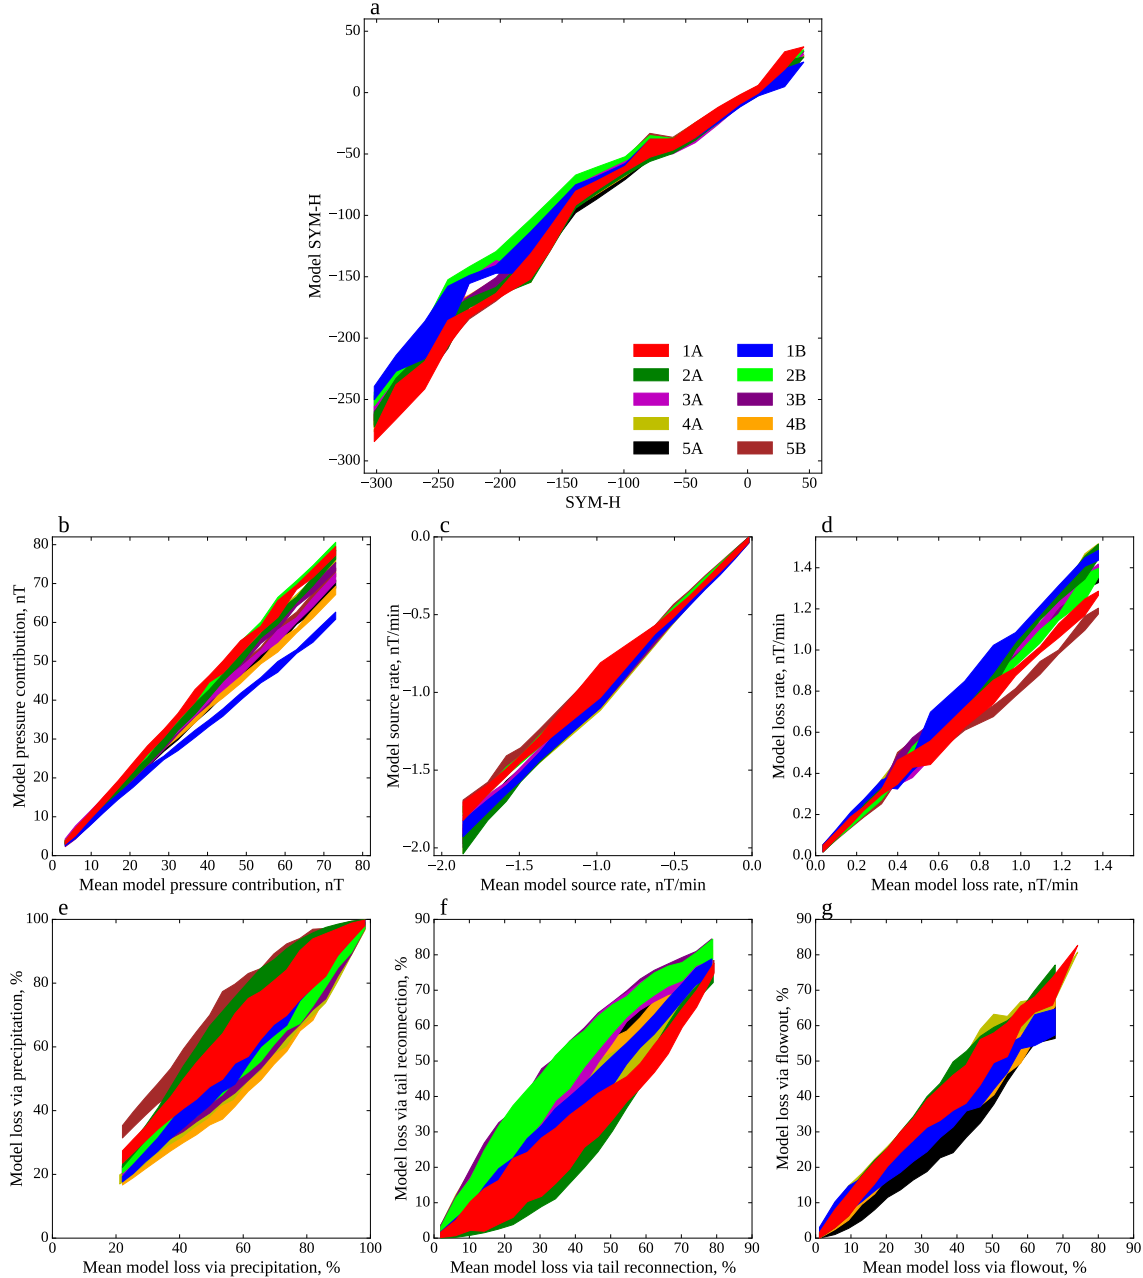 a
50
0
−50
−100
−150
−200
−250
−300
Model SYM-H
1A 1B
2A 2B
3A 3B
4A 4B
5A 5B
−300 −250 −200 −150 −100 −50 0 50
SYM-H
b
80
70
60
50
40
30
20
10
0
Model pressure contribution, nT
0 10 20 30 40 50 60 70 80
Mean model pressure contribution, nT
c
0.0
−0.5
−1.0
−1.5
−2.0
Model source rate, nT/min
−2.0 −1.5 −1.0 −0.5 0.0
Mean model source rate, nT/min
d
1.4
1.2
1.0
0.8
0.6
0.4
0.2
0.0
Model loss rate, nT/min
0.0 0.2 0.4 0.6 0.8 1.0 1.2 1.4
Mean model loss rate, nT/min
e
100
80
60
40
20
0
Model loss via precipitation, %
0 20 40 60 80 100
Mean model loss via precipitation, %
f
90
80
70
60
50
40
30
20
10
0
Model loss via tail reconnection, %
0 10 20 30 40 50 60 70 80 90
Mean model loss via tail reconnection, %
g
90
80
70
60
50
40
30
20
10
0
Model loss via flowout, %
0 10 20 30 40 50 60 70 80 90
Mean model loss via flowout, %